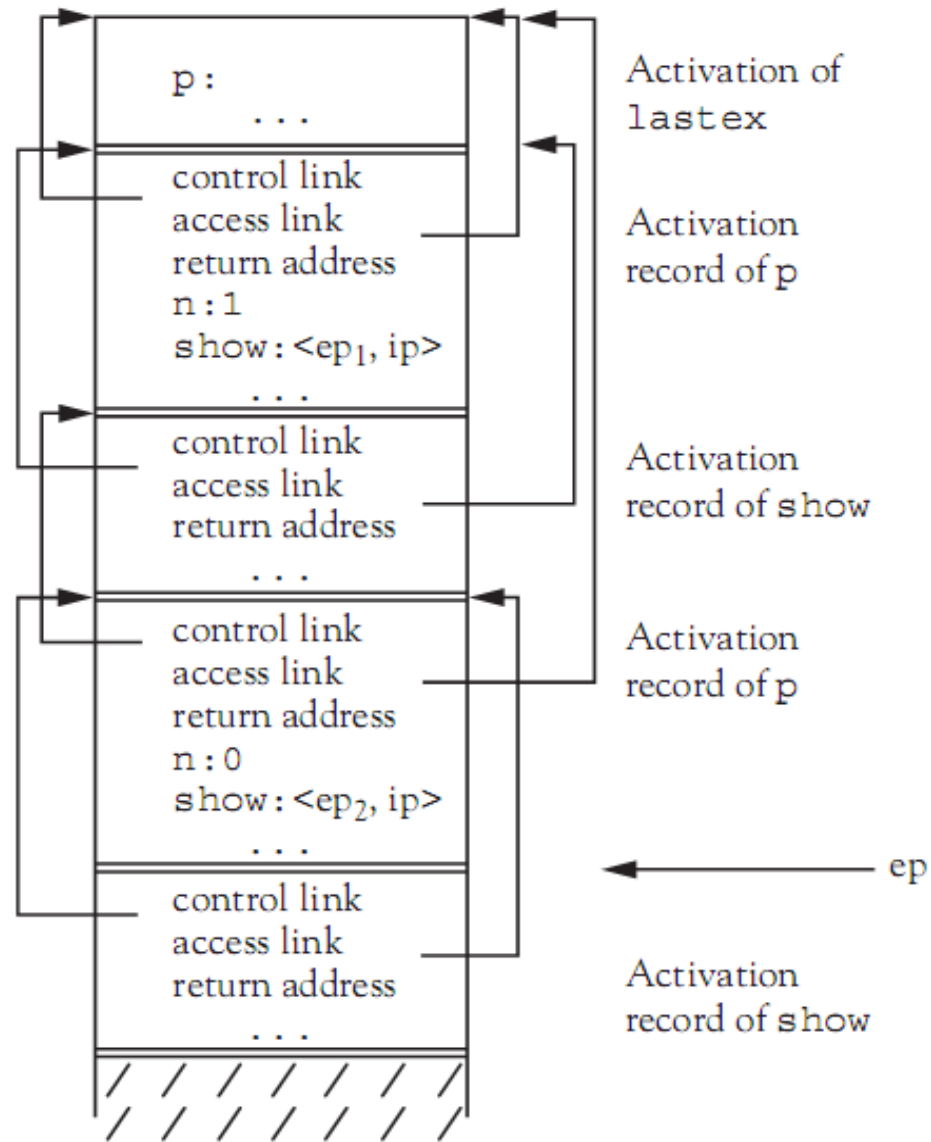 p:
...
Activation of
lastex
control link
access link
return address
n:1
show:<ep₁, ip>
...
Activation
record of p
control link
access link
return address
...
Activation
record of show
control link
access link
return address
n:0
show:<ep₂, ip>
...
Activation
record of p
ep
control link
access link
return address
...
Activation
record of show